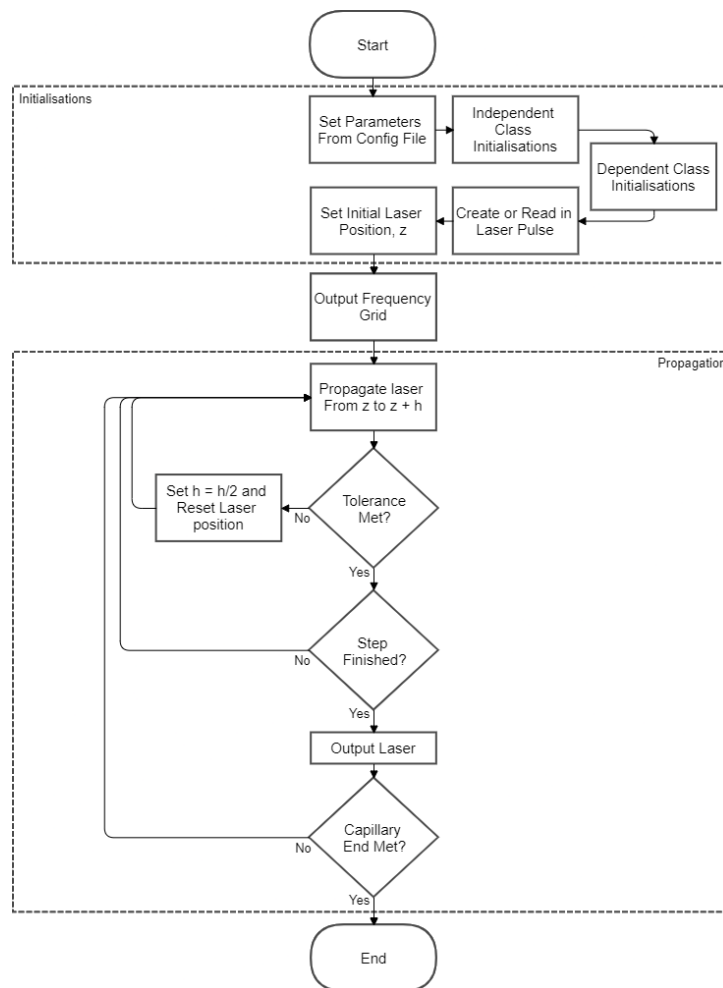 Start
Initialisations
Set Parameters
From Config File
Independent
Class
Initialisations
Dependent Class
Initialisations
Create or Read in
Laser Pulse
Set Initial Laser
Position, z
Output Frequency
Grid
Propagation
Propagate laser
From z to z + h
Tolerance
Met?
No
Set h = h/2 and
Reset Laser
position
Yes
Step
Finished?
No
Yes
Output Laser
Capillary
End Met?
No
Yes
End